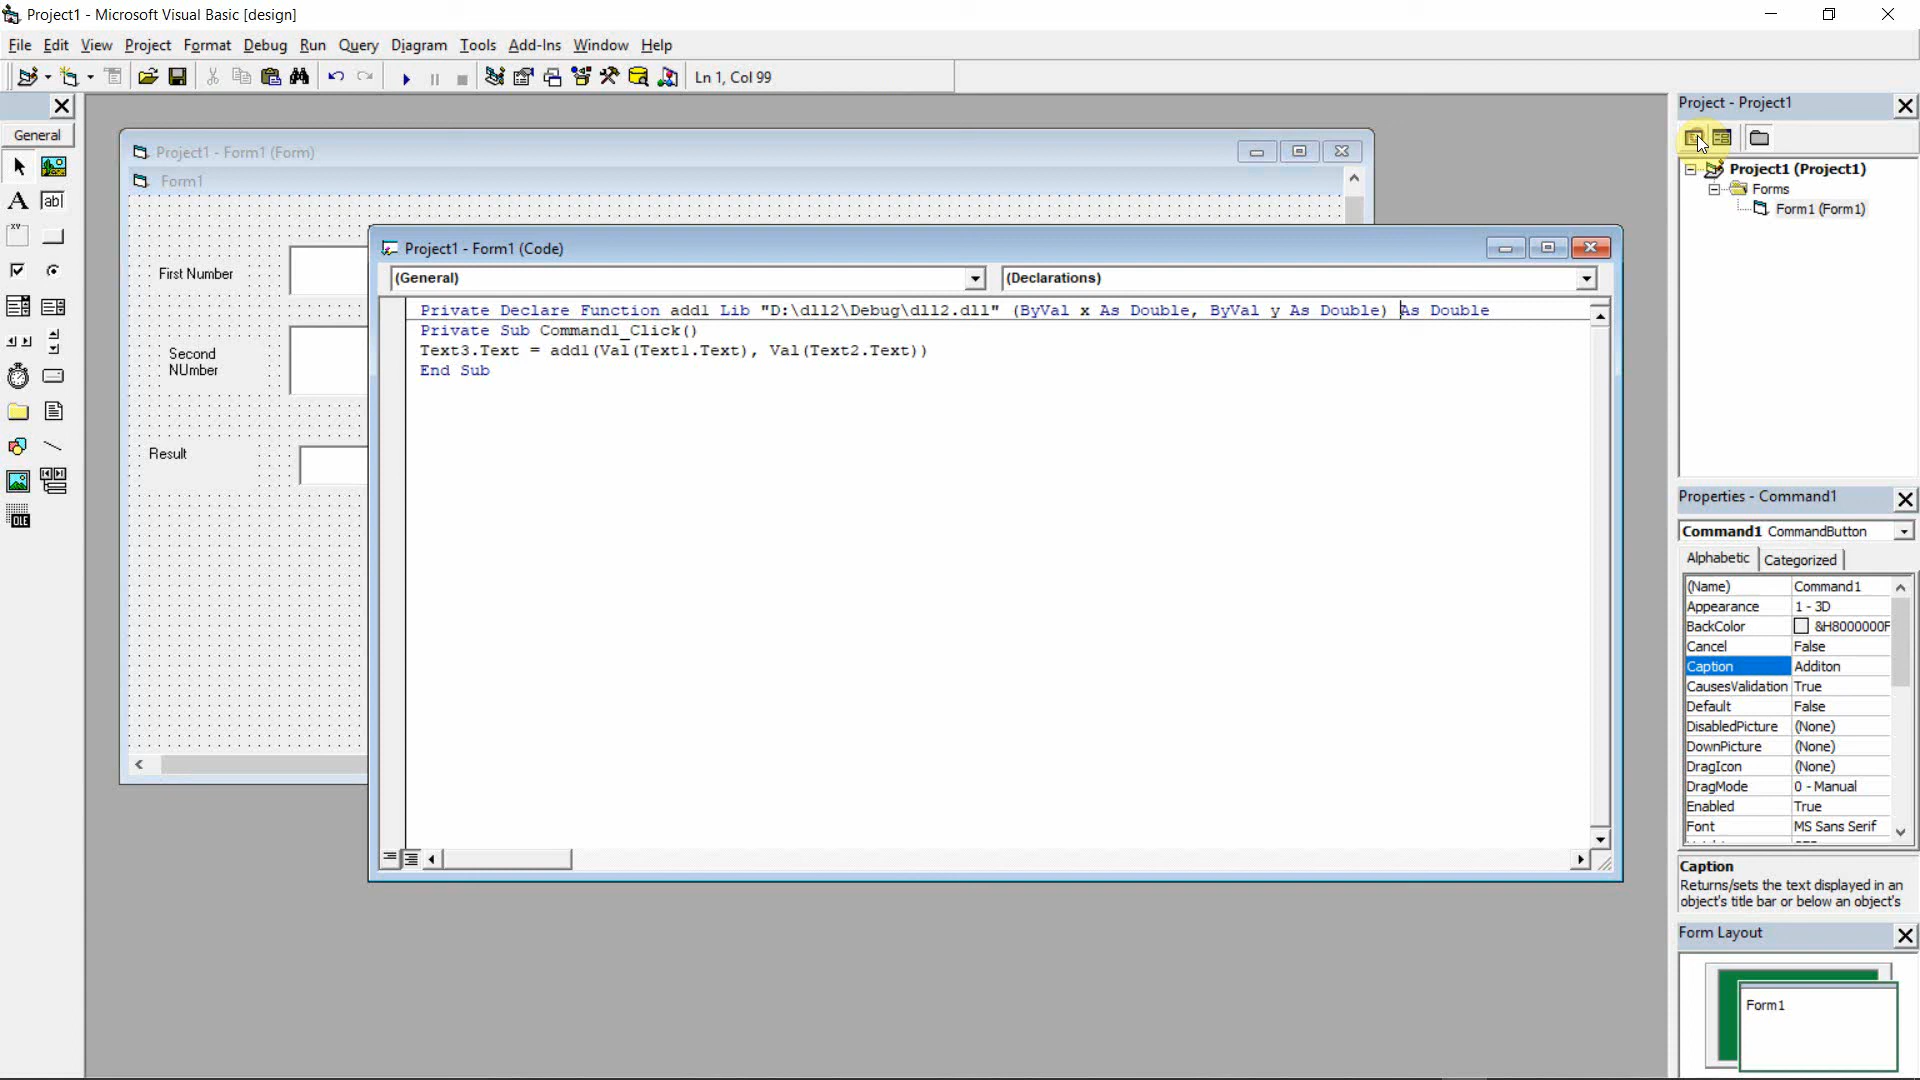 Project1 - Microsoft Visual Basic [design]
File Edit View Project Format Debug Run Query Diagram Tools Add-Ins Window Help
Ln 1, Col 99
General
A
ab|
XY
OLE
Project1 - Form1 (Form)
Form1
First Number
Second
NUmber
Result
Project1 - Form1 (Code)
(General)
(Declarations)
Private Declare Function add1 Lib "D:\dll2\Debug\dll2.dll" (ByVal x As Double, ByVal y As Double) As Double
Private Sub Command1_Click()
Text3.Text = add1(Val(Text1.Text), Val(Text2.Text))
End Sub
Project - Project1
Project1 (Project1)
Forms
Form1 (Form1)
Properties - Command1
Command1 CommandButton
Alphabetic Categorized
(Name) Command1
Appearance 1 - 3D
BackColor &H8000000F
Cancel False
Caption Additon
CausesValidation True
Default False
DisabledPicture (None)
DownPicture (None)
DragIcon (None)
DragMode 0 - Manual
Enabled True
Font MS Sans Serif
Caption
Returns/sets the text displayed in an
object's title bar or below an object's
Form Layout
Form1